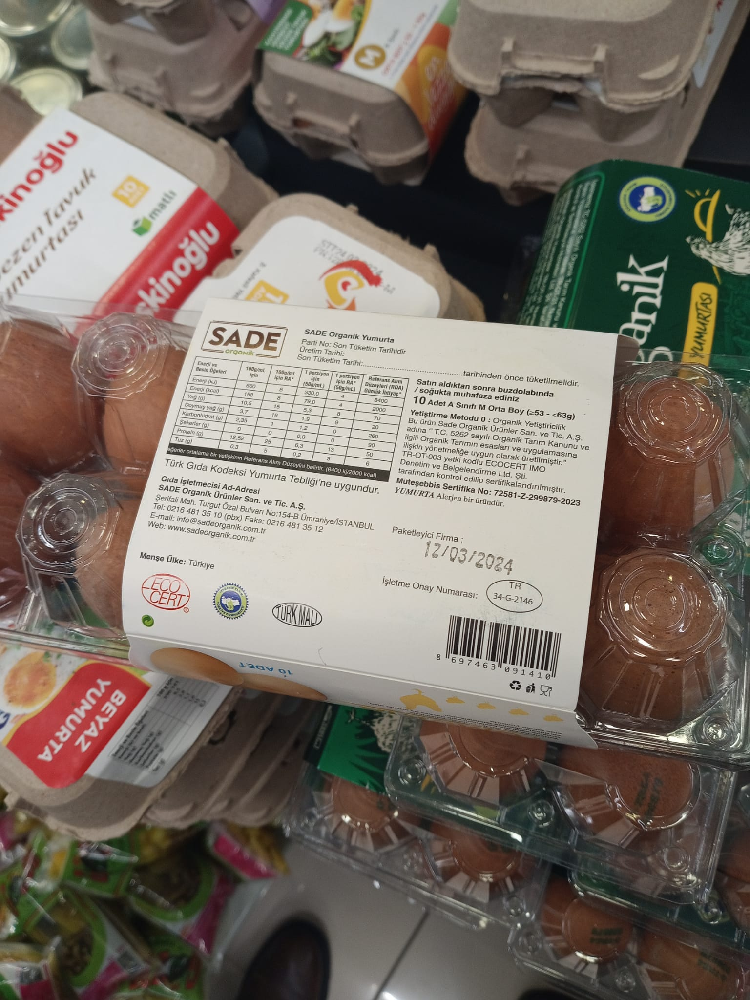 kinoğlu
ezen Tavuk
ymurtası
10
matlı
skinoğlu
M
anik
YUMURTASI
SADE
organik
SADE Organik Yumurta
Parti No: Son Tüketim Tarihidir
Üretim Tarihi:
Son Tüketim Tarihi:..................................................tarihinden önce tüketilmelidir.
Enerji ve Besin Öğeleri 100g/mL için 100g/mL için RA* 1 porsiyon için (50g/mL) 1 porsiyon için RA* (50g/mL) Referans Alım Düzeyleri (RDA) Günlük İhtiyaç*
Enerji (kJ) 660 8 330,0 4 8400
Enerji (kcal) 158 8 79,0 4 2000
Yağ (g) 10,5 15 5,3 8 70
Doymuş yağ (g) 3,7 19 1,9 9 20
Karbonhidrat (g) 2,35 1 1,2 0 260
Şekerler (g) 0 0 0,0 0 90
Protein (g) 12,52 25 6,3 13 50
Tuz (g) 0,3 5 0,2 3 6
eğerler ortalama bir yetişkinin Referans Alım Düzeyini belirtir. (8400 kj/2000 kcal)
Türk Gıda Kodeksi Yumurta Tebliği'ne uygundur.
Gıda İşletmecisi Ad-Adresi
SADE Organik Ürünler San. ve Tic. A.Ş.
Şerifali Mah. Turgut Özal Bulvarı No:154-B Ümraniye/İSTANBUL
Tel: 0216 481 35 10 (pbx) Faks: 0216 481 35 12
E-mail: info@sadeorganik.com.tr
Web: www.sadeorganik.com.tr
Menşe Ülke: Türkiye
ECO
CERT
TÜRK MALI
Satın aldıktan sonra buzdolabında
/ soğukta muhafaza ediniz
10 Adet A Sınıfı M Orta Boy (≥53 - <63g)
Yetiştirme Metodu 0 : Organik Yetiştiricilik
Bu ürün Sade Organik Ürünler San. ve Tic. A.Ş.
adına " T.C. 5262 sayılı Organik Tarım Kanunu ve
ilgili Organik Tarımın esasları ve uygulamasına
ilişkin yönetmeliğe uygun olarak üretilmiştir."
TR-OT-003 yetki kodlu ECOCERT IMO
Denetim ve Belgelendirme Ltd. Şti.
tarafından kontrol edilip sertifikalandırılmıştır.
Müteşebbis Sertifika No: 72581-Z-299879-2023
YUMURTA Alerjen bir üründür.
Paketleyici Firma ;
12/03/2024
İşletme Onay Numarası:
TR
34-G-2146
8 697463 091410
10 ADET
BEYAZ
YUMURTA